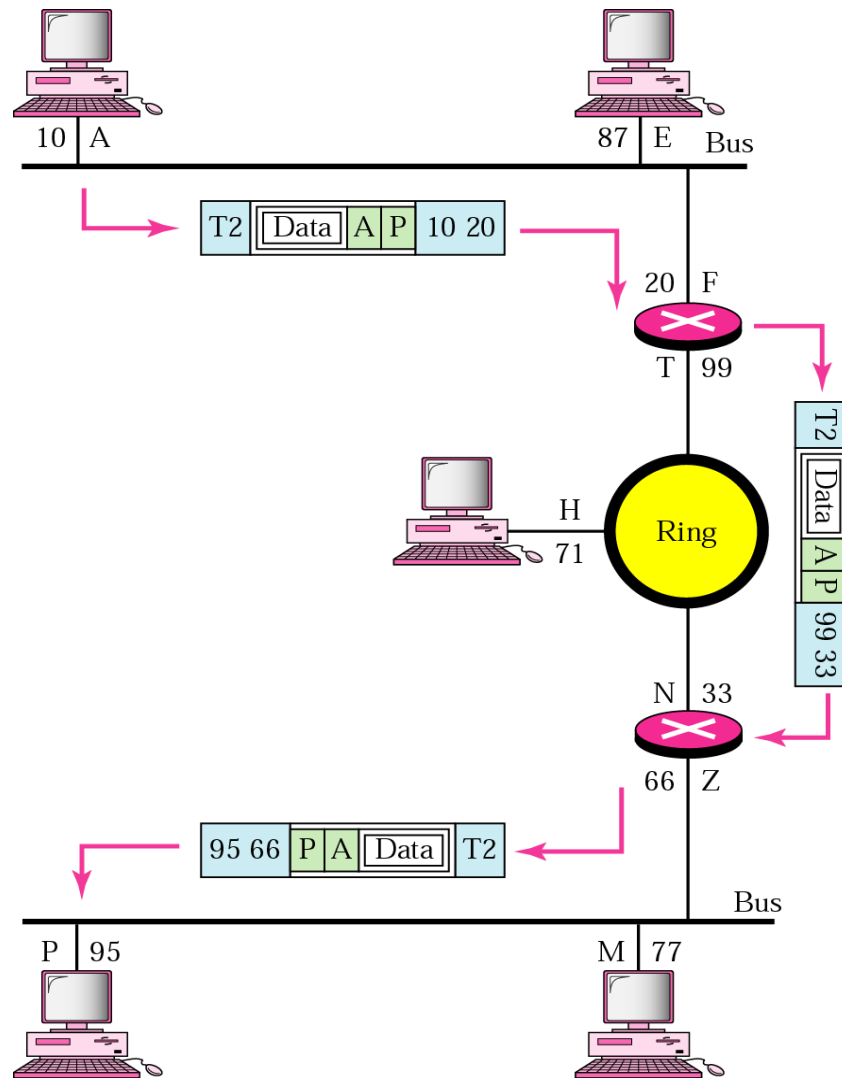 10 A
87 E
Bus
T2 Data A P 10 20
20 F
T 99
T2 Data A P 99 33
H
71
Ring
N 33
66 Z
95 66 P A Data T2
Bus
P 95
M 77